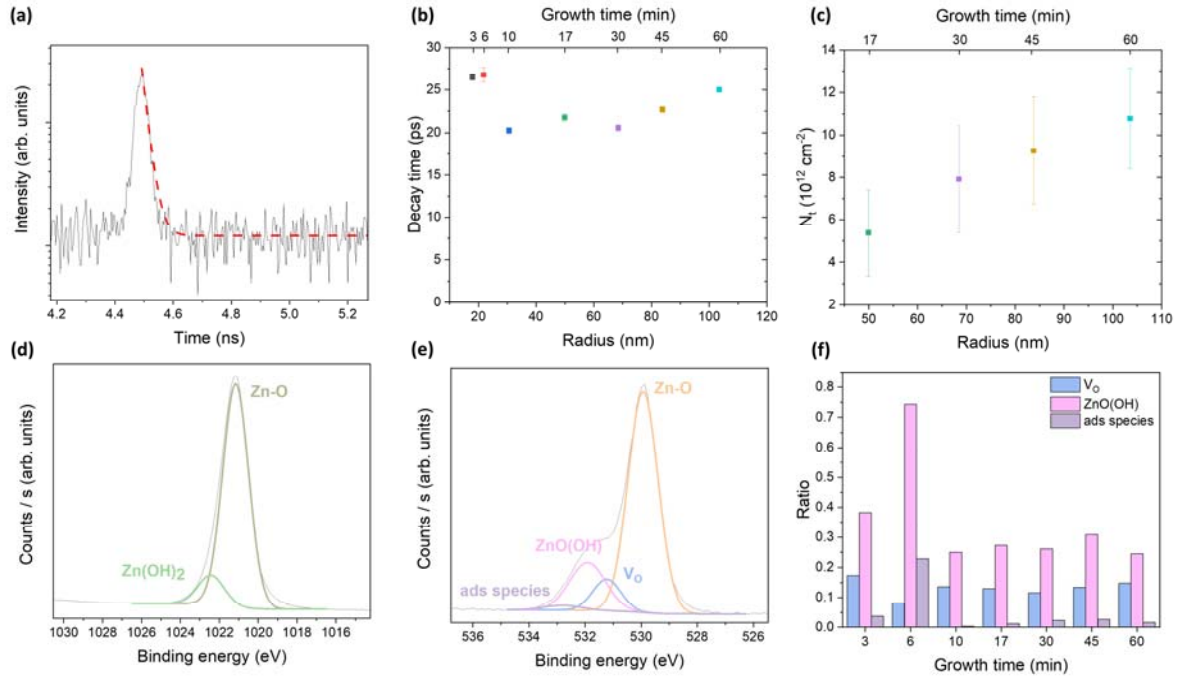 (a)
Intensity (arb. units)
4.2 4.4 4.6 4.8 5.0 5.2
Time (ns)
(b)
Growth time (min)
3 6 10 17 30 45 60
Decay time (ps)
30
25
20
15
10
5
0
0 20 40 60 80 100 120
Radius (nm)
(c)
Growth time (min)
17 30 45 60
Nt (10^12 cm^-2)
14
12
10
8
6
4
2
50 60 70 80 90 100 110
Radius (nm)
(d)
Counts / s (arb. units)
Zn-O
Zn(OH)2
1030 1028 1026 1024 1022 1020 1018 1016
Binding energy (eV)
(e)
Counts / s (arb. units)
Zn-O
ZnO(OH)
VO
ads species
536 534 532 530 528 526
Binding energy (eV)
(f)
Ratio
0.8
0.7
0.6
0.5
0.4
0.3
0.2
0.1
0.0
VO
ZnO(OH)
ads species
3 6 10 17 30 45 60
Growth time (min)